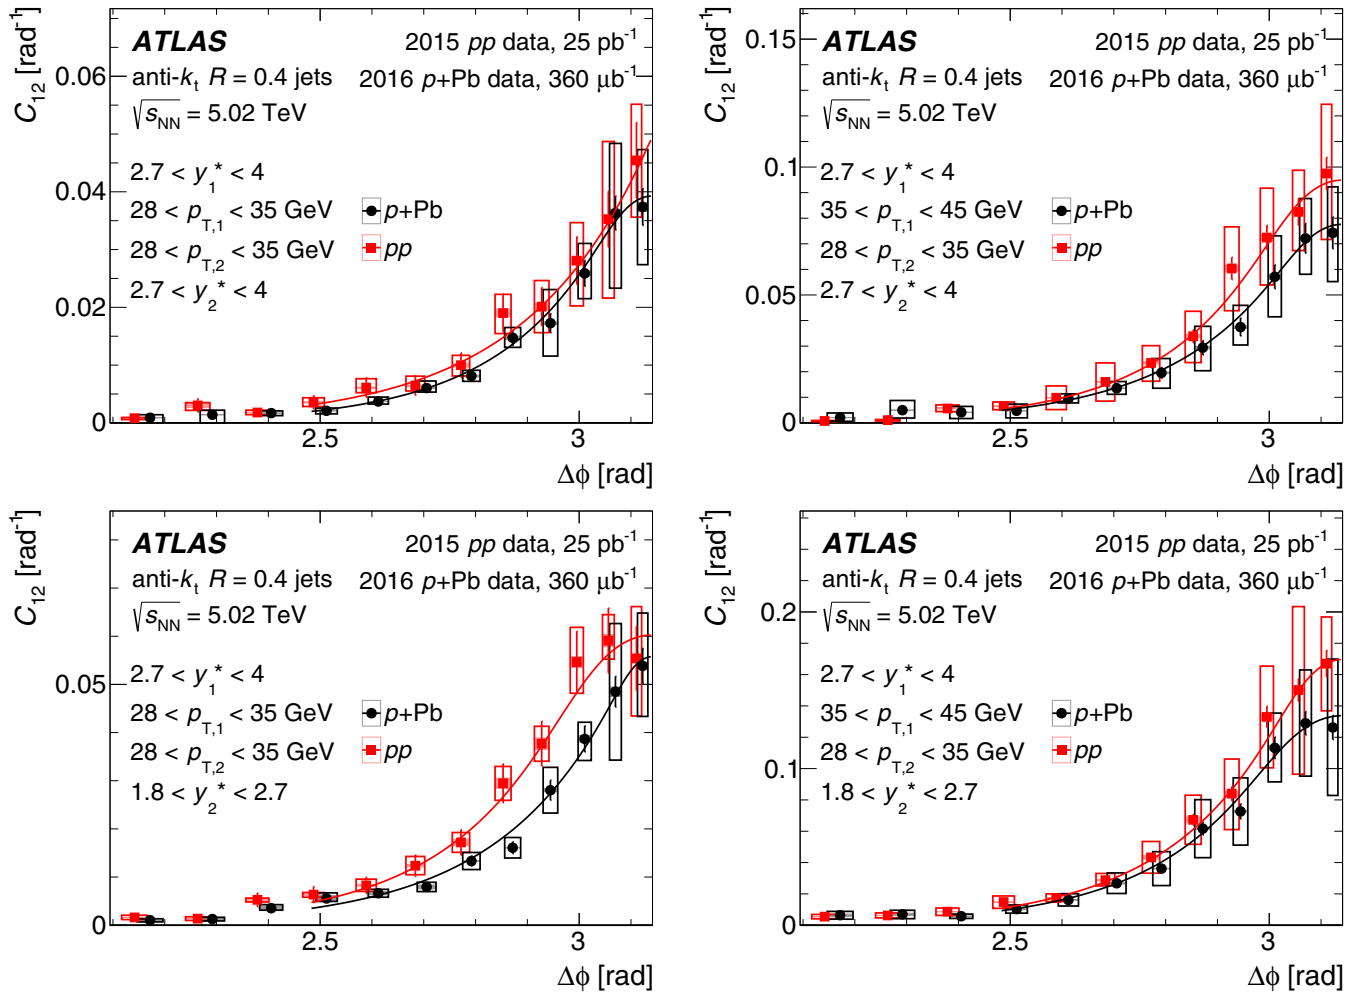 C12 [rad-1]
0.06
0.04
0.02
0
ATLAS
2015 pp data, 25 pb-1
anti-kt R = 0.4 jets
2016 p+Pb data, 360 μb-1
√sNN = 5.02 TeV
2.7 < y1* < 4
28 < pT,1 < 35 GeV
p+Pb
28 < pT,2 < 35 GeV
pp
2.7 < y2* < 4
2.5
3
Δϕ [rad]
C12 [rad-1]
0.15
0.1
0.05
0
ATLAS
2015 pp data, 25 pb-1
anti-kt R = 0.4 jets
2016 p+Pb data, 360 μb-1
√sNN = 5.02 TeV
2.7 < y1* < 4
35 < pT,1 < 45 GeV
p+Pb
28 < pT,2 < 35 GeV
pp
2.7 < y2* < 4
2.5
3
Δϕ [rad]
C12 [rad-1]
0.05
0
ATLAS
2015 pp data, 25 pb-1
anti-kt R = 0.4 jets
2016 p+Pb data, 360 μb-1
√sNN = 5.02 TeV
2.7 < y1* < 4
28 < pT,1 < 35 GeV
p+Pb
28 < pT,2 < 35 GeV
pp
1.8 < y2* < 2.7
2.5
3
Δϕ [rad]
C12 [rad-1]
0.2
0.1
0
ATLAS
2015 pp data, 25 pb-1
anti-kt R = 0.4 jets
2016 p+Pb data, 360 μb-1
√sNN = 5.02 TeV
2.7 < y1* < 4
35 < pT,1 < 45 GeV
p+Pb
28 < pT,2 < 35 GeV
pp
1.8 < y2* < 2.7
2.5
3
Δϕ [rad]